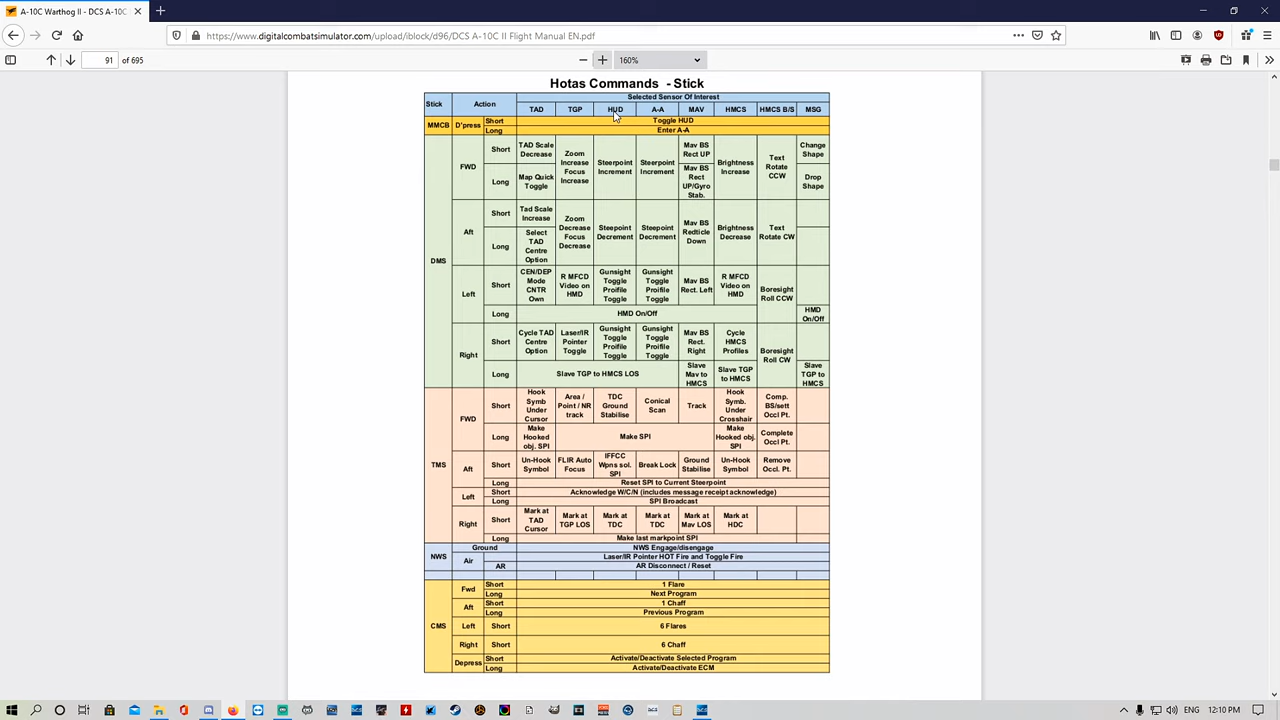 A-10C Warthog II - DCS A-10C
https://www.digitalcombatsimulator.com/upload/iblock/d96/DCS A-10C II Flight Manual EN.pdf
91 of 695
160%
Hotas Commands - Stick
Selected Sensor Of Interest
Stick Action
TAD TGP HUD A-A MAV HMCS HMCS B/S MSG
MMCB D'press
Short Toggle HUD
Long Enter A-A
DMS
FWD
Short
TAD Scale
Decrease
Long
Map Quick
Toggle
Zoom
Increase
Focus
Increase
Steerpoint
Increment
Steerpoint
Increment
Mav BS
Rect UP
Mav BS
Rect
UP/Gyro
Stab.
Brightness
Increase
Text
Rotate
CCW
Change
Shape
Drop
Shape
Aft
Short
Tad Scale
Increase
Long
Select
TAD
Centre
Option
Zoom
Decrease
Focus
Decrease
Steepoint
Decrement
Steepoint
Decrement
Mav BS
Redticle
Down
Brightness
Decrease
Text
Rotate CW
Left
Short
CEN/DEP
Mode
CNTR
Own
R MFCD
Video on
HMD
Gunsight
Toggle
Proifile
Toggle
Gunsight
Toggle
Proifile
Toggle
Mav BS
Rect. Left
R MFCD
Video on
HMD
Boresight
Roll CCW
Long HMD On/Off
HMD
On/Off
Right
Short
Cycle TAD
Centre
Option
Laser/IR
Pointer
Toggle
Gunsight
Toggle
Proifile
Toggle
Gunsight
Toggle
Proifile
Toggle
Mav BS
Rect.
Right
Cycle
HMCS
Profiles
Boresight
Roll CW
Long Slave TGP to HMCS LOS
Slave
Mav to
HMCS
Slave TGP
to HMCS
Slave
TGP to
HMCS
TMS
FWD
Short
Hook
Symb
Under
Cursor
Area /
Point / NR
track
TDC
Ground
Stabilise
Conical
Scan
Track
Hook
Symb.
Under
Crosshair
Comp.
BS/sett
Occl Pt.
Long
Make
Hooked
obj. SPI
Make SPI
Make
Hooked obj.
SPI
Complete
Occl Pt.
Aft
Short
Un-Hook
Symbol
FLIR Auto
Focus
IFFCC
Wpns sol.
SPI
Break Lock
Ground
Stabilise
Un-Hook
Symbol
Remove
Occl. Pt.
Long Reset SPI to Current Steerpoint
Left
Short Acknowledge W/C/N (includes message receipt acknowledge)
Long SPI Broadcast
Right
Short
Mark at
TAD
Cursor
Mark at
TGP LOS
Mark at
TDC
Mark at
TDC
Mark at
Mav LOS
Mark at
HDC
Long Make last markpoint SPI
NWS
Ground NWS Engage/disengage
Air
Laser/IR Pointer HOT Fire and Toggle Fire
AR AR Disconnect / Reset
CMS
Fwd
Short 1 Flare
Long Next Program
Aft
Short 1 Chaff
Long Previous Program
Left Short 6 Flares
Right Short 6 Chaff
Depress
Short Activate/Deactivate Selected Program
Long Activate/Deactivate ECM
ENG 12:10 PM